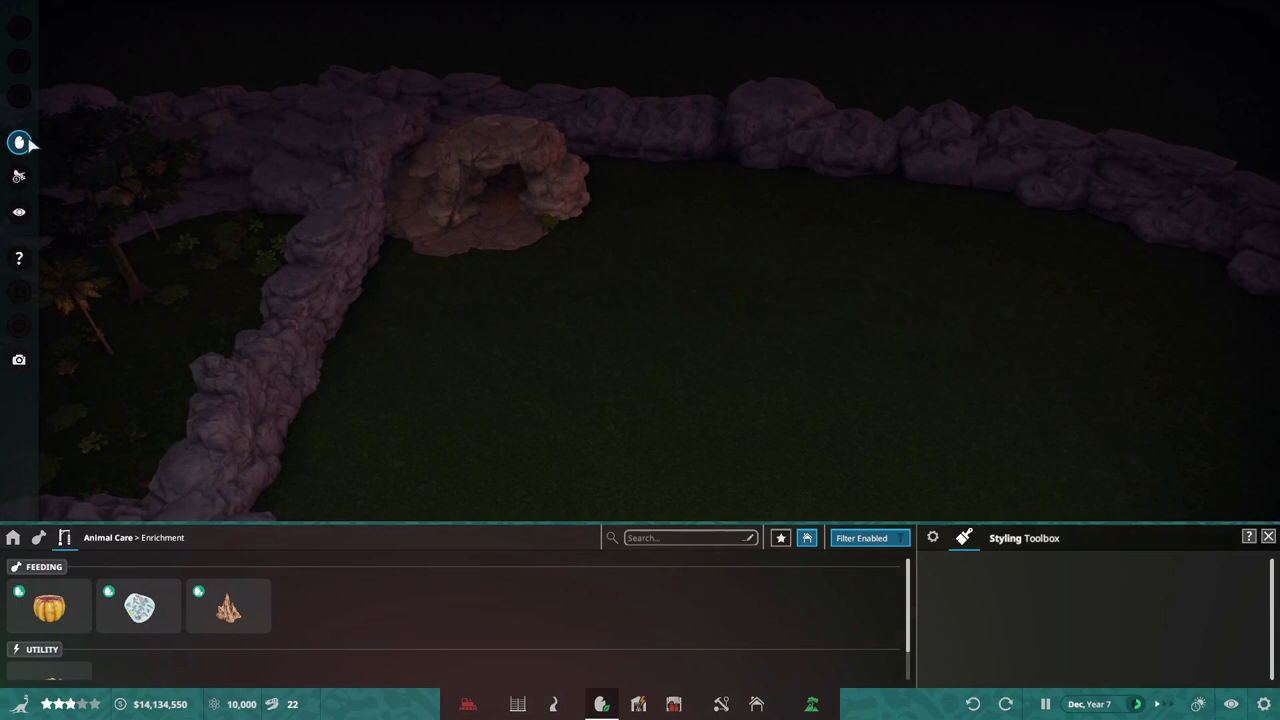 Animal Care > Enrichment
Search...
Filter Enabled
Styling Toolbox
?
FEEDING
UTILITY
$14,134,550
10,000
22
Dec, Year 7